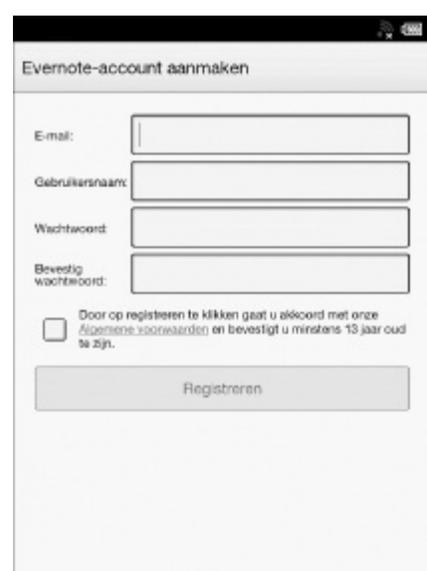 Evernote-account aanmaken
E-mail:
Gebruikersnaam:
Wachtwoord:
Bevestig
wachtwoord:
Door op registreren te klikken gaat u akkoord met onze
Algemene voorwaarden en bevestigt u minstens 13 jaar oud
te zijn.
Registreren